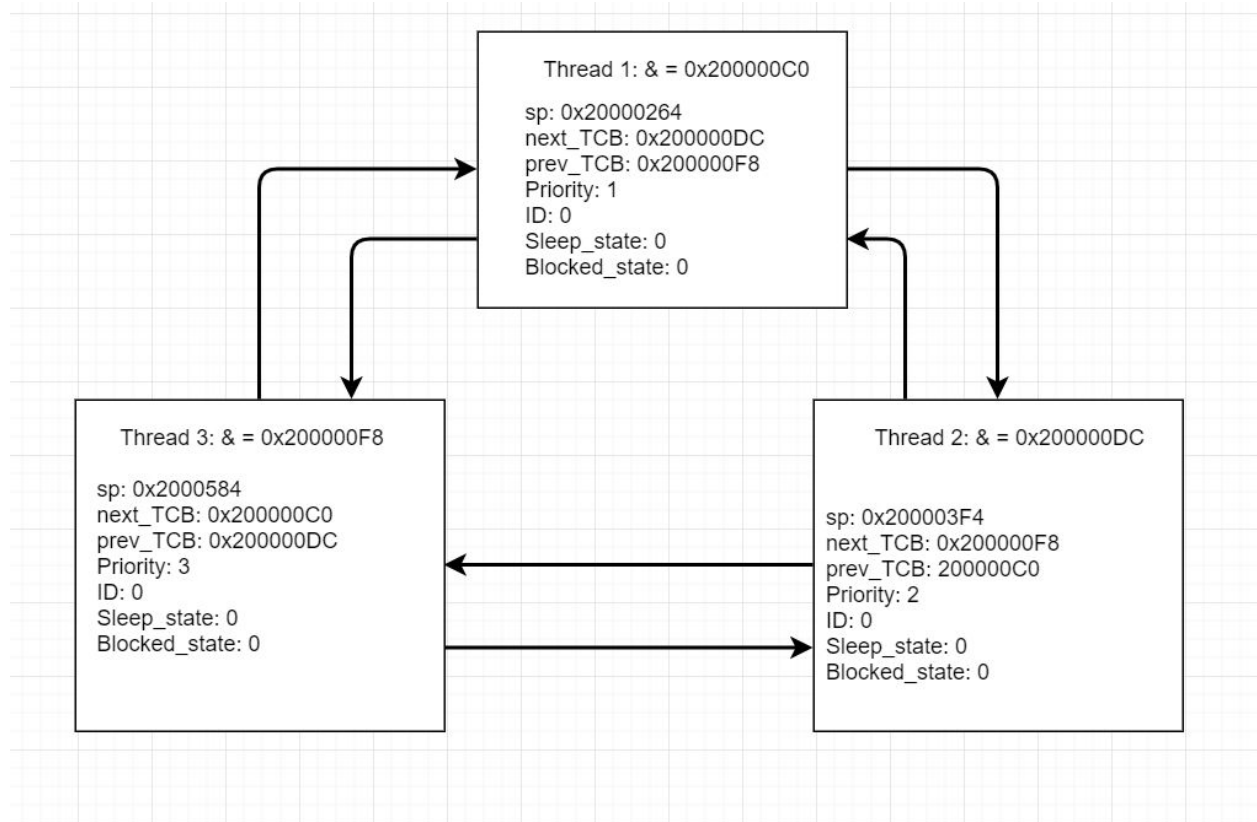 Thread 1: & = 0x200000C0
sp: 0x20000264
next_TCB: 0x200000DC
prev_TCB: 0x200000F8
Priority: 1
ID: 0
Sleep_state: 0
Blocked_state: 0
Thread 3: & = 0x200000F8
sp: 0x2000584
next_TCB: 0x200000C0
prev_TCB: 0x200000DC
Priority: 3
ID: 0
Sleep_state: 0
Blocked_state: 0
Thread 2: & = 0x200000DC
sp: 0x200003F4
next_TCB: 0x200000F8
prev_TCB: 200000C0
Priority: 2
ID: 0
Sleep_state: 0
Blocked_state: 0